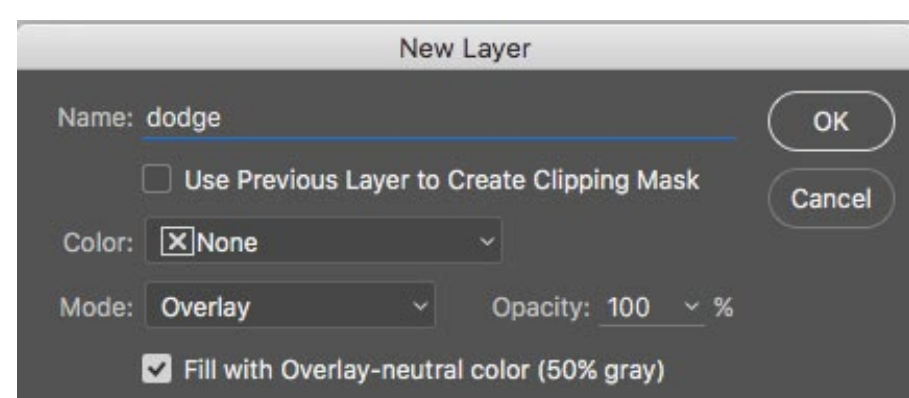 New Layer
Name: dodge
OK
Use Previous Layer to Create Clipping Mask
Cancel
Color: None
Mode: Overlay Opacity: 100 %
Fill with Overlay-neutral color (50% gray)